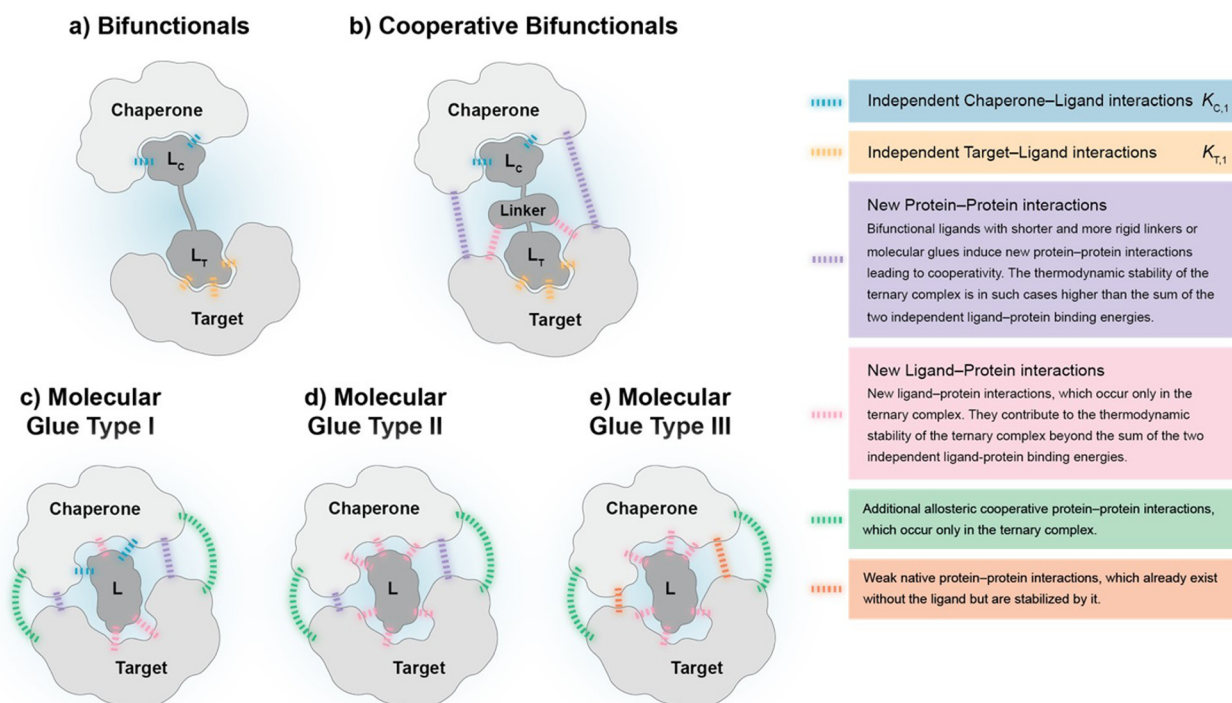 a) Bifunctionals
Chaperone
L_C
L_T
Target
b) Cooperative Bifunctionals
Chaperone
L_C
Linker
L_T
Target
c) Molecular
Glue Type I
Chaperone
L
Target
d) Molecular
Glue Type II
Chaperone
L
Target
e) Molecular
Glue Type III
Chaperone
L
Target
Independent Chaperone–Ligand interactions K_C,1
Independent Target–Ligand interactions K_T,1
New Protein–Protein interactions
Bifunctional ligands with shorter and more rigid linkers or
molecular glues induce new protein–protein interactions
leading to cooperativity. The thermodynamic stability of the
ternary complex is in such cases higher than the sum of the
two independent ligand–protein binding energies.
New Ligand–Protein interactions
New ligand–protein interactions, which occur only in the
ternary complex. They contribute to the thermodynamic
stability of the ternary complex beyond the sum of the two
independent ligand-protein binding energies.
Additional allosteric cooperative protein–protein interactions,
which occur only in the ternary complex.
Weak native protein–protein interactions, which already exist
without the ligand but are stabilized by it.